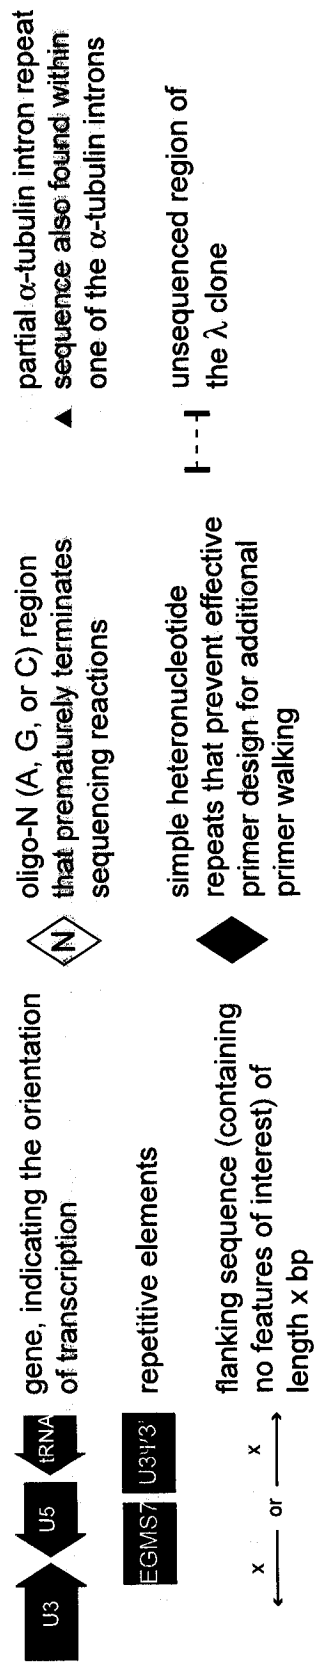 U3 U5 tRNA gene, indicating the orientation
of transcription
EGMS7 U3Ψ3' repetitive elements
x or x flanking sequence (containing
no features of interest) of
length x bp
N oligo-N (A, G, or C) region
that prematurely terminates
sequencing reactions
simple heteronucleotide
repeats that prevent effective
primer design for additional
primer walking
partial α-tubulin intron repeat
sequence also found within
one of the α-tubulin introns
unsequenced region of
the λ clone